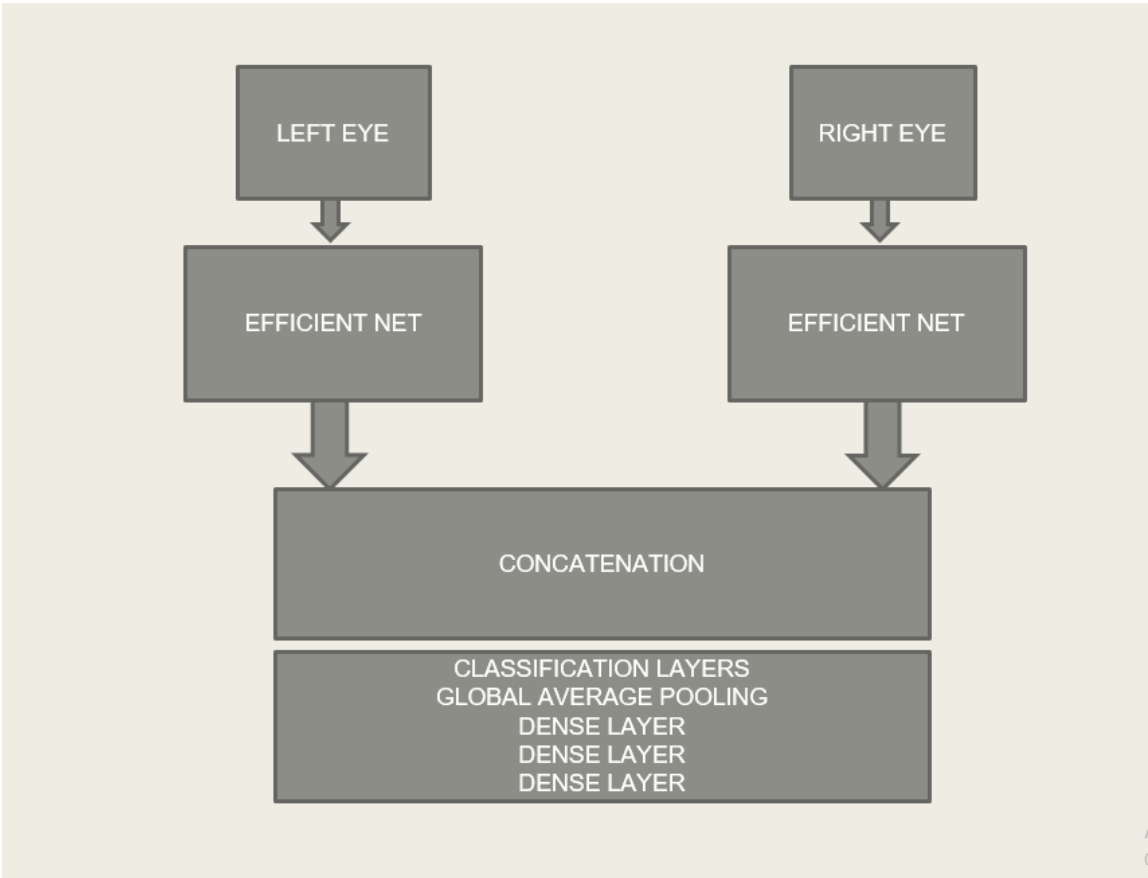 LEFT EYE
RIGHT EYE
EFFICIENT NET
EFFICIENT NET
CONCATENATION
CLASSIFICATION LAYERS
GLOBAL AVERAGE POOLING
DENSE LAYER
DENSE LAYER
DENSE LAYER